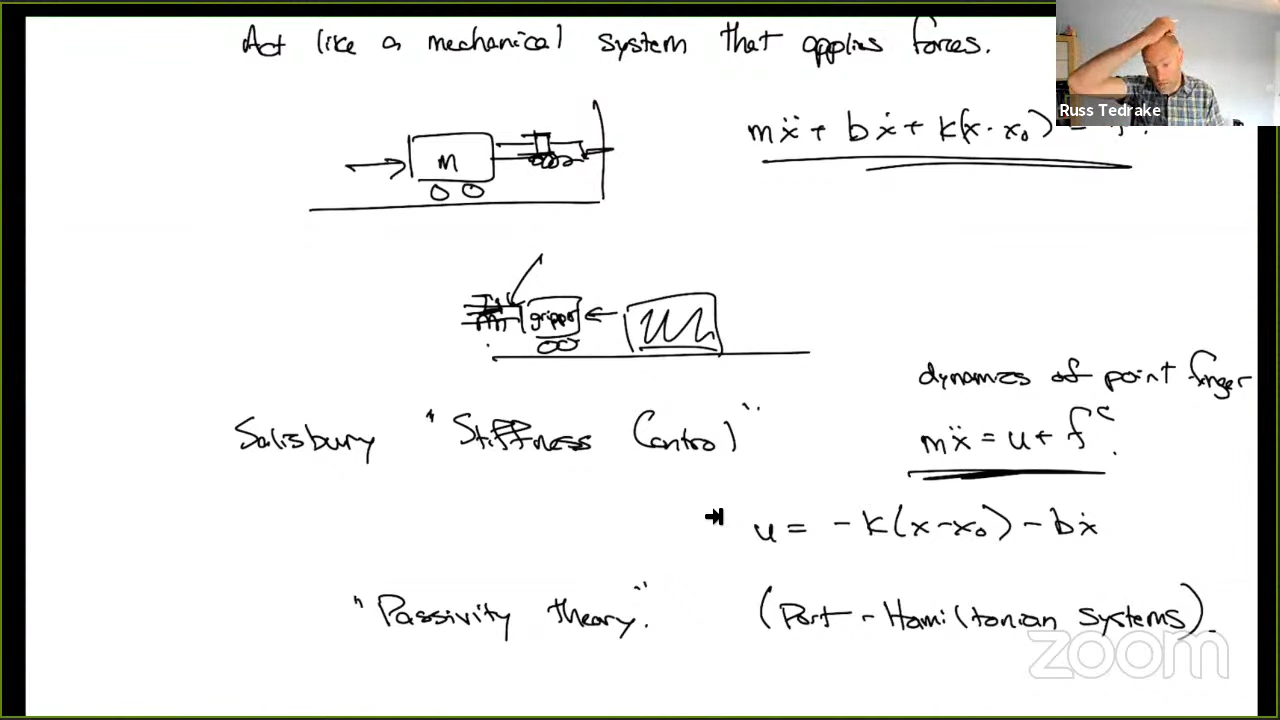 Act like a mechanical system that applies forces.
Russ Tedrake
mẍ + bẋ + k(x - x₀)
m
gripper
dynamics of point finger
Salisbury "Stiffness Control"
mẍ = u + fᶜ.
u = -k(x-x₀) - bẋ
"Passivity theory." (Port-Hamiltonian systems).
zoom